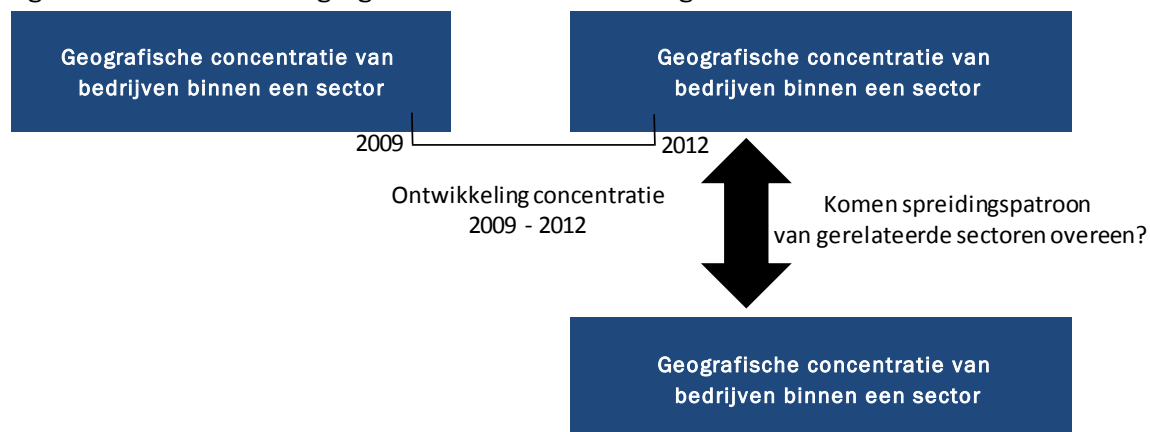 Geografische concentratie van
bedrijven binnen een sector
Geografische concentratie van
bedrijven binnen een sector
2009
2012
Ontwikkeling concentratie
2009 - 2012
Komen spreidingspatroon
van gerelateerde sectoren overeen?
Geografische concentratie van
bedrijven binnen een sector